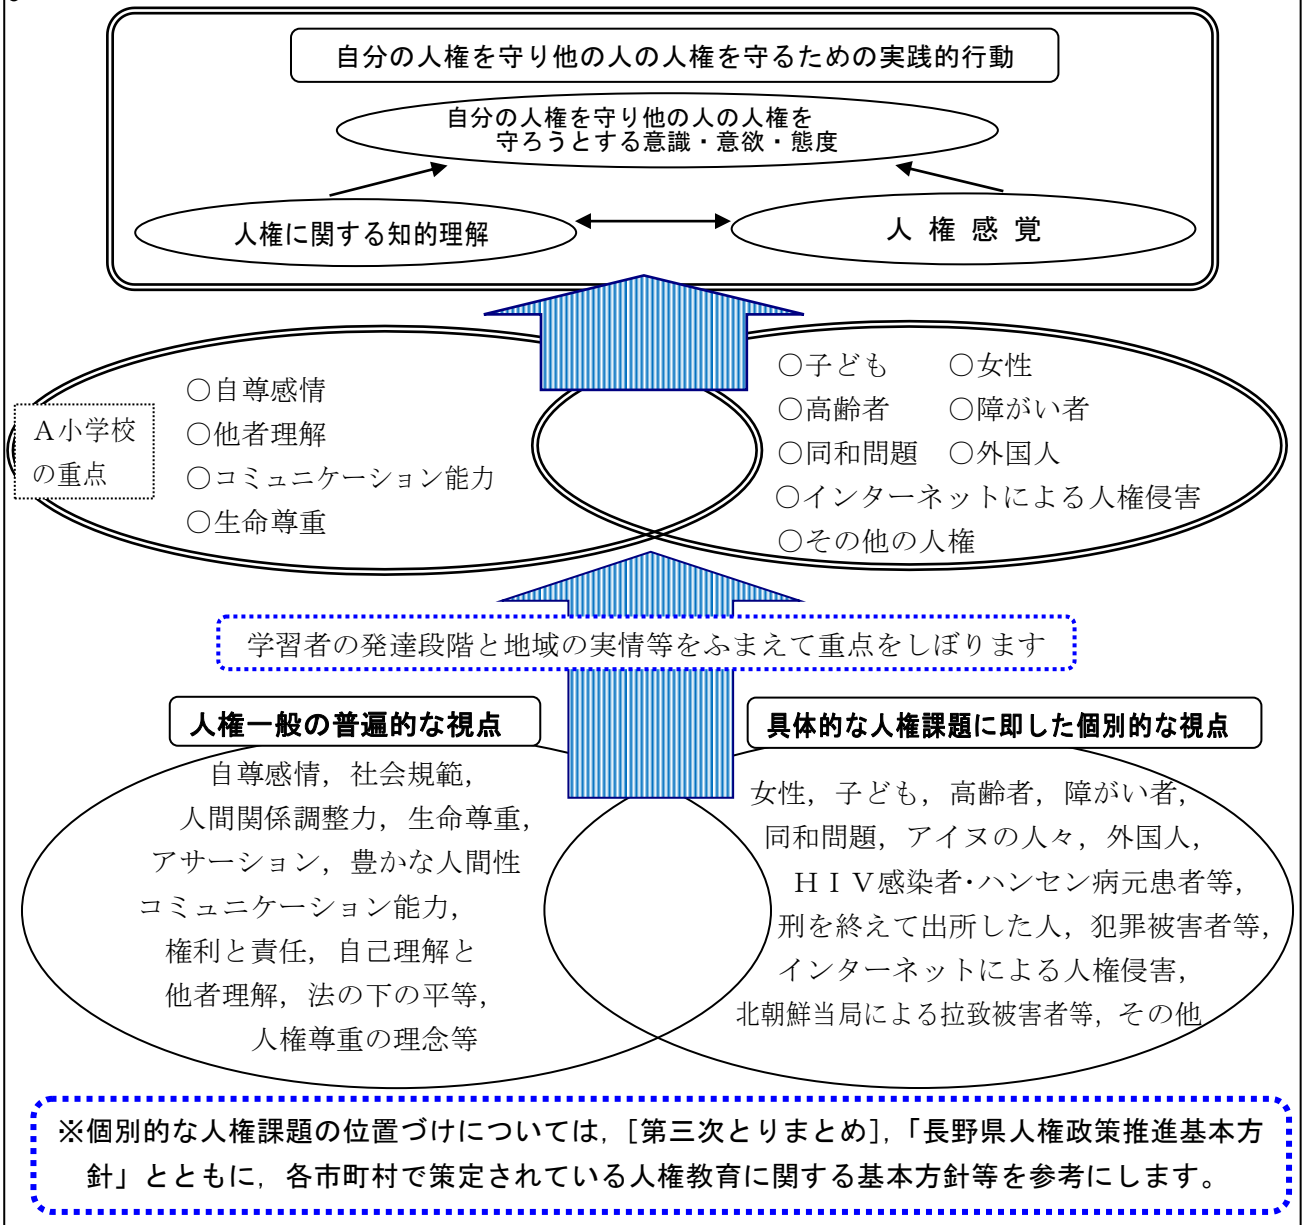 自分の人権を守り他の人の人権を守るための実践的行動
自分の人権を守り他の人の人権を
守ろうとする意識・意欲・態度
人権に関する知的理解
人権感覚
A小学校
の重点
○自尊感情
○他者理解
○コミュニケーション能力
○生命尊重
○子ども ○女性
○高齢者 ○障がい者
○同和問題 ○外国人
○インターネットによる人権侵害
○その他の人権
学習者の発達段階と地域の実情等をふまえて重点をしぼります
人権一般の普遍的な視点
自尊感情，社会規範，
人間関係調整力，生命尊重，
アサーション，豊かな人間性
コミュニケーション能力，
権利と責任，自己理解と
他者理解，法の下の平等，
人権尊重の理念等
具体的な人権課題に即した個別的な視点
女性，子ども，高齢者，障がい者，
同和問題，アイヌの人々，外国人，
ＨＩＶ感染者・ハンセン病元患者等，
刑を終えて出所した人，犯罪被害者等，
インターネットによる人権侵害，
北朝鮮当局による拉致被害者等，その他
※個別的な人権課題の位置づけについては，［第三次とりまとめ］，「長野県人権政策推進基本方
針」とともに，各市町村で策定されている人権教育に関する基本方針等を参考にします。